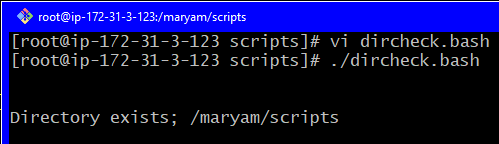 root@ip-172-31-3-123:/maryam/scripts
[root@ip-172-31-3-123 scripts]# vi dircheck.bash
[root@ip-172-31-3-123 scripts]# ./dircheck.bash
Directory exists; /maryam/scripts